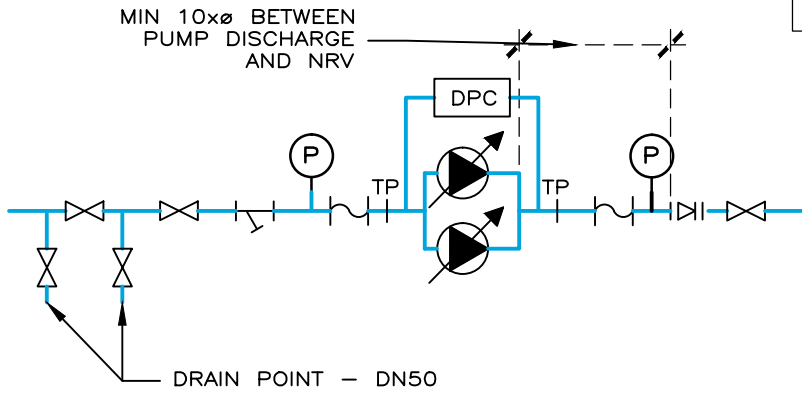 MIN 10xø BETWEEN
PUMP DISCHARGE
AND NRV
DPC
P
P
TP
TP
DRAIN POINT - DN50